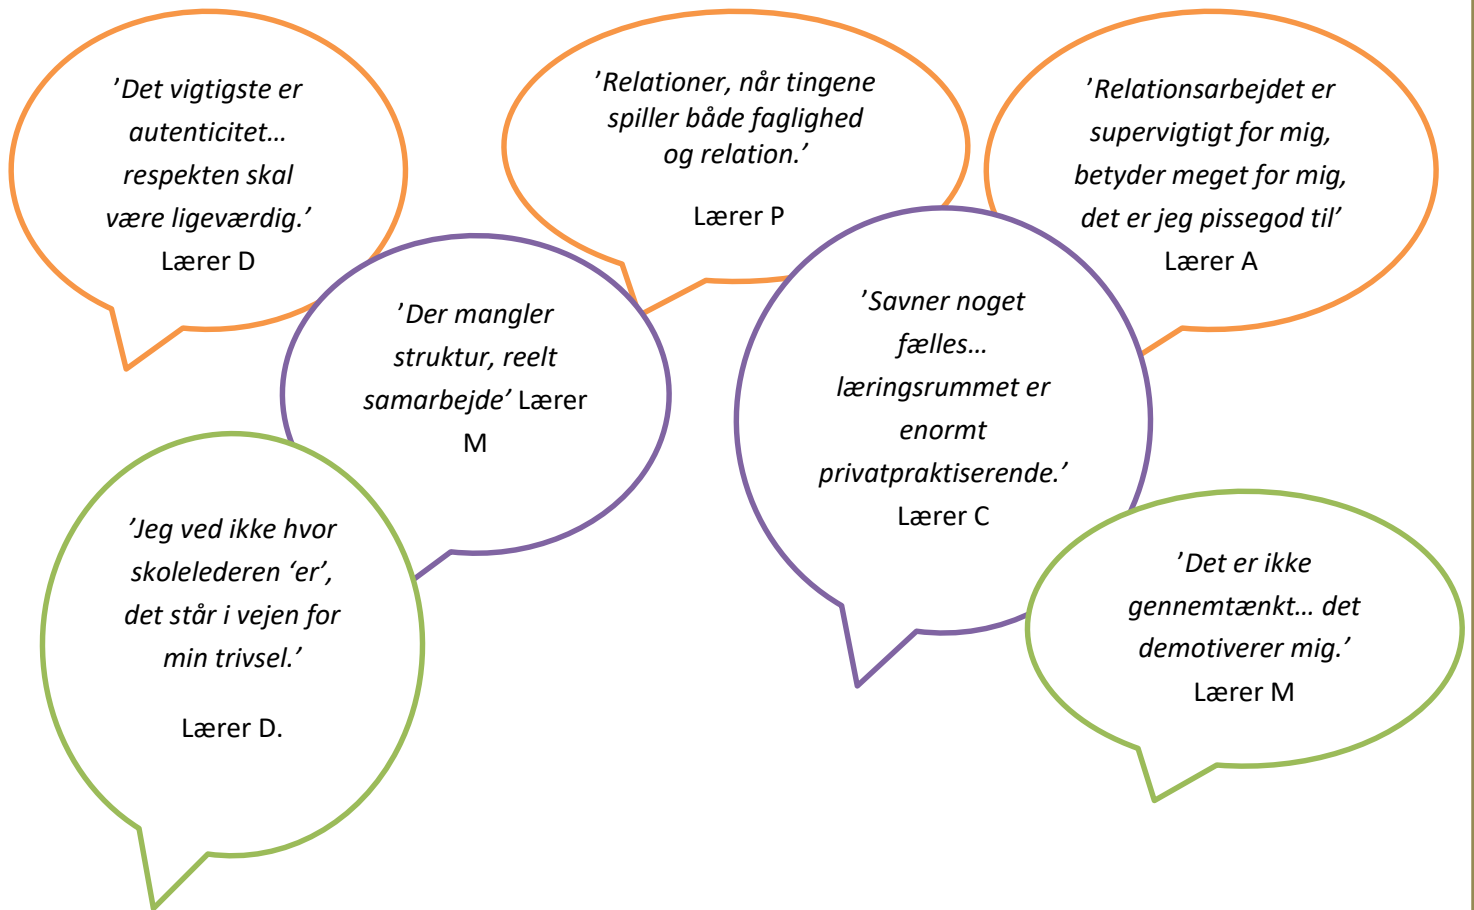 ’Det vigtigste er
autenticitet…
respekten skal
være ligeværdig.’
Lærer D
’Relationer, når tingene
spiller både faglighed
og relation.’
Lærer P
’Relationsarbejdet er
supervigtigt for mig,
betyder meget for mig,
det er jeg pissegod til’
Lærer A
’Der mangler
struktur, reelt
samarbejde’ Lærer
M
’Savner noget
fælles…
læringsrummet er
enormt
privatpraktiserende.’
Lærer C
’Jeg ved ikke hvor
skolelederen ‘er’,
det står i vejen for
min trivsel.’
Lærer D.
’Det er ikke
gennemtænkt… det
demotiverer mig.’
Lærer M